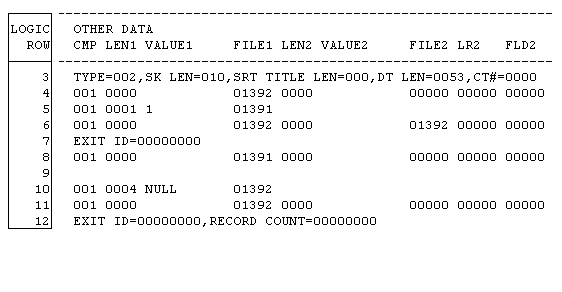 LOGIC OTHER DATA
ROW CMP LEN1 VALUE1 FILE1 LEN2 VALUE2 FILE2 LR2 FLD2
3 TYPE=002,SK LEN=010,SRT TITLE LEN=000,DT LEN=0053,CT#=0000
4 001 0000 01392 0000 00000 00000 00000
5 001 0001 1 01391
6 001 0000 01392 0000 01392 00000 00000
7 EXIT ID=00000000
8 001 0000 01391 0000 00000 00000 00000
9
10 001 0004 NULL 01392
11 001 0000 01392 0000 00000 00000 00000
12 EXIT ID=00000000,RECORD COUNT=00000000